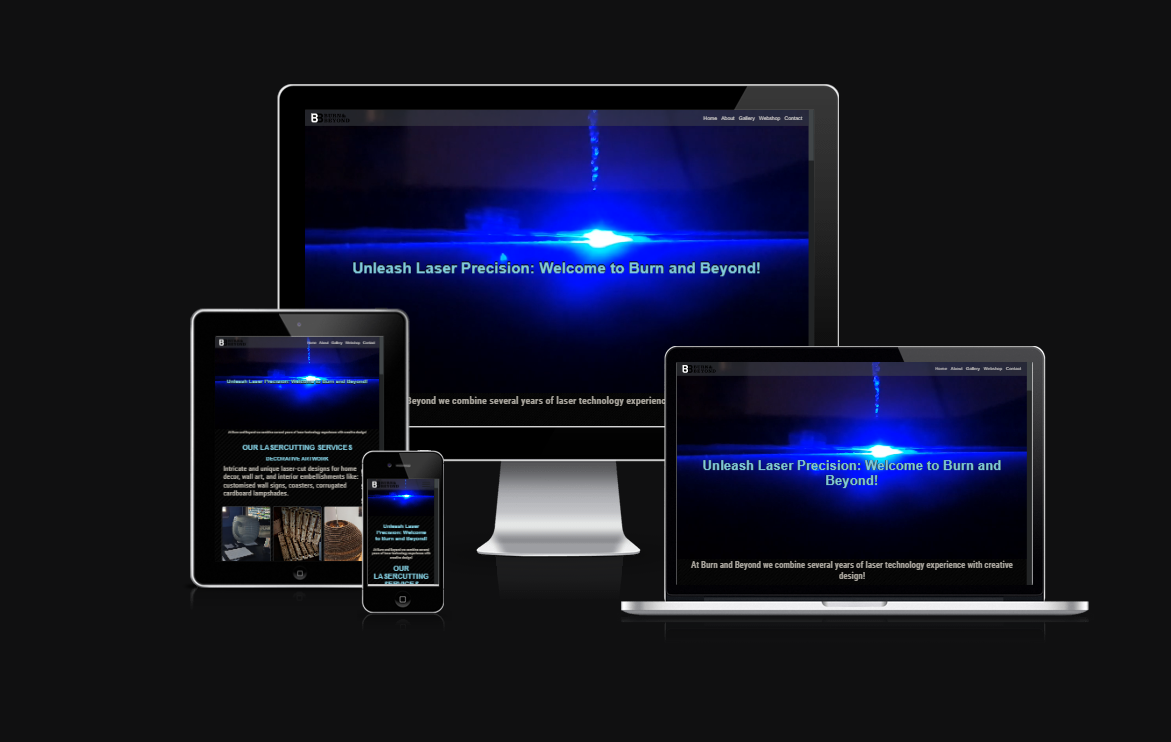 B BURN& BEYOND
Home About Gallery Webshop Contact
Unleash Laser Precision: Welcome to Burn and Beyond!
Beyond we combine several years of laser technology experienc
B
Home About Gallery Webshop Contact
Unleash Laser Precision: Welcome to Burn and Beyond!
At Burn and Beyond we combine several years of laser technology experience with creative design!
OUR LASERCUTTING SERVICES
DECORATIVE ARTWORK
Intricate and unique laser-cut designs for home
decor, wall art, and interior embellishments like:
customised wall signs, coasters, corrugated
cardboard lampshades.
B
Unleash Laser
Precision: Welcome
to Burn and Beyond!
At Burn and Beyond we combine several
years of laser technology experience with
creative design!
OUR
LASERCUTTING
SERVICES
B
Home About Gallery Webshop Contact
Unleash Laser Precision: Welcome to Burn and
Beyond!
At Burn and Beyond we combine several years of laser technology experience with creative
design!